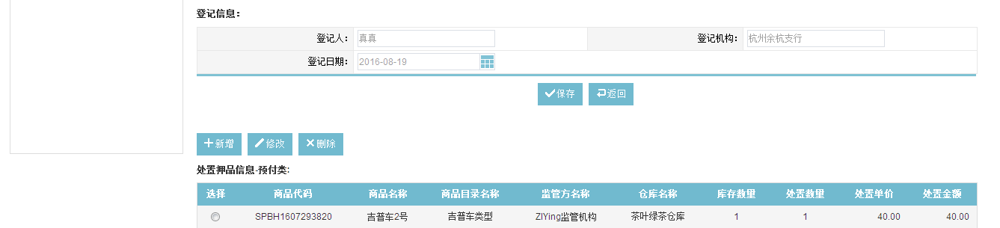 登记信息：
登记人： 真真 登记机构： 杭州余杭支行
登记日期： 2016-08-19
保存 返回
新增 修改 删除
处置押品信息-预付类:
选择 商品代码 商品名称 商品目录名称 监管方名称 仓库名称 库存数量 处置数量 处置单价 处置金额
SPBH1607293820 吉普车2号 吉普车类型 ZIYing监管机构 茶叶绿茶仓库 1 1 40.00 40.00